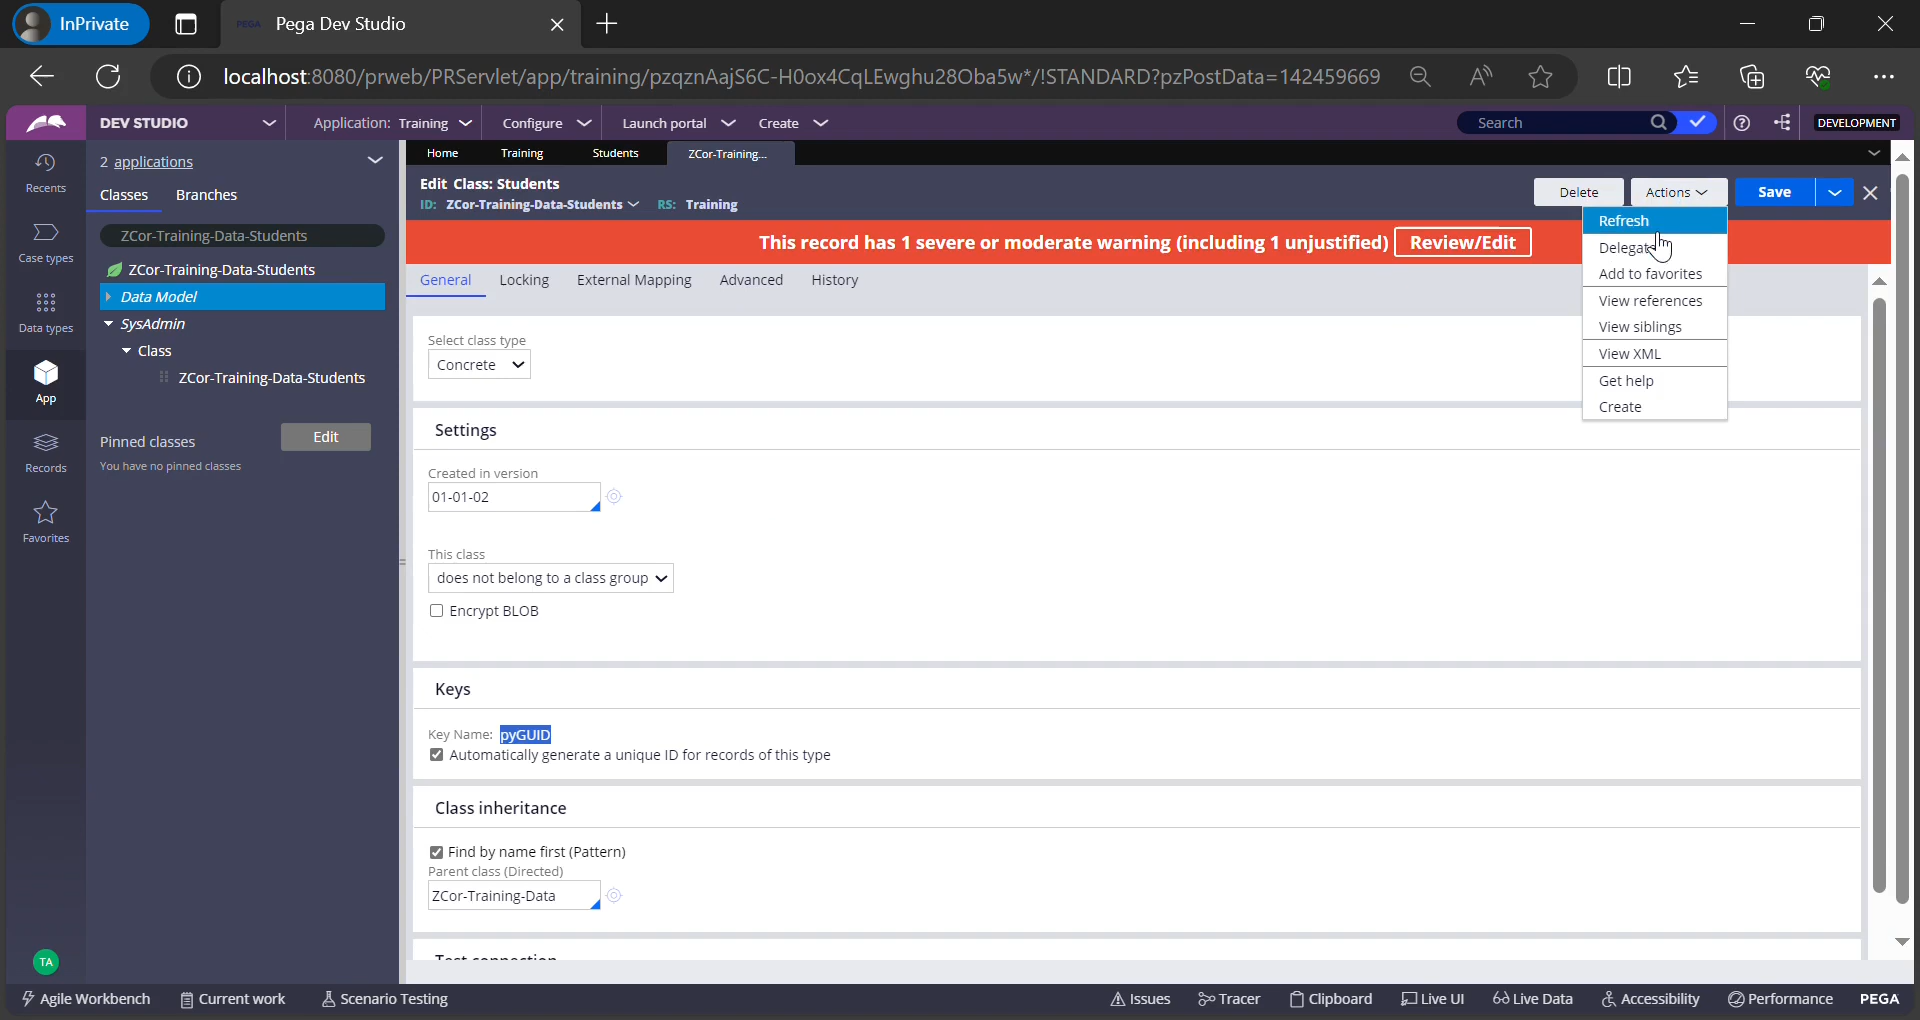 InPrivate
PEGA Pega Dev Studio
localhost:8080/prweb/PRServlet/app/training/pzqznAajS6C-H0ox4CqLEwghu28Oba5w*/!STANDARD?pzPostData=142459669
DEV STUDIO
Application: Training
Configure
Launch portal
Create
Search
DEVELOPMENT
Recents
Case types
Data types
App
Records
Favorites
TA
2 applications
Classes Branches
ZCor-Training-Data-Students
ZCor-Training-Data-Students
Data Model
SysAdmin
Class
ZCor-Training-Data-Students
Pinned classes
Edit
You have no pinned classes
Home Training Students ZCor-Training...
Edit Class: Students
ID: ZCor-Training-Data-Students RS: Training
Delete Actions Save
This record has 1 severe or moderate warning (including 1 unjustified) Review/Edit
Refresh
Add to favorites
View references
View siblings
View XML
Get help
Create
General Locking External Mapping Advanced History
Select class type
Concrete
Settings
Created in version
01-01-02
This class
does not belong to a class group
Encrypt BLOB
Keys
Key Name: pyGUID
Automatically generate a unique ID for records of this type
Class inheritance
Find by name first (Pattern)
Parent class (Directed)
ZCor-Training-Data
Agile Workbench Current work Scenario Testing
Issues Tracer Clipboard Live UI Live Data Accessibility Performance PEGA